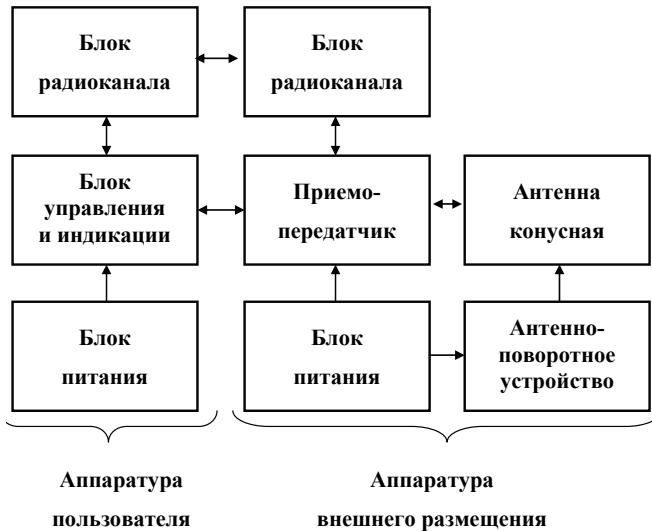 Блок
радиоканала
Блок
радиоканала
Блок
управления
и индикации
Приемо-
передатчик
Антенна
конусная
Блок
питания
Блок
питания
Антенно-
поворотное
устройство
Аппаратура
пользователя
Аппаратура
внешнего размещения